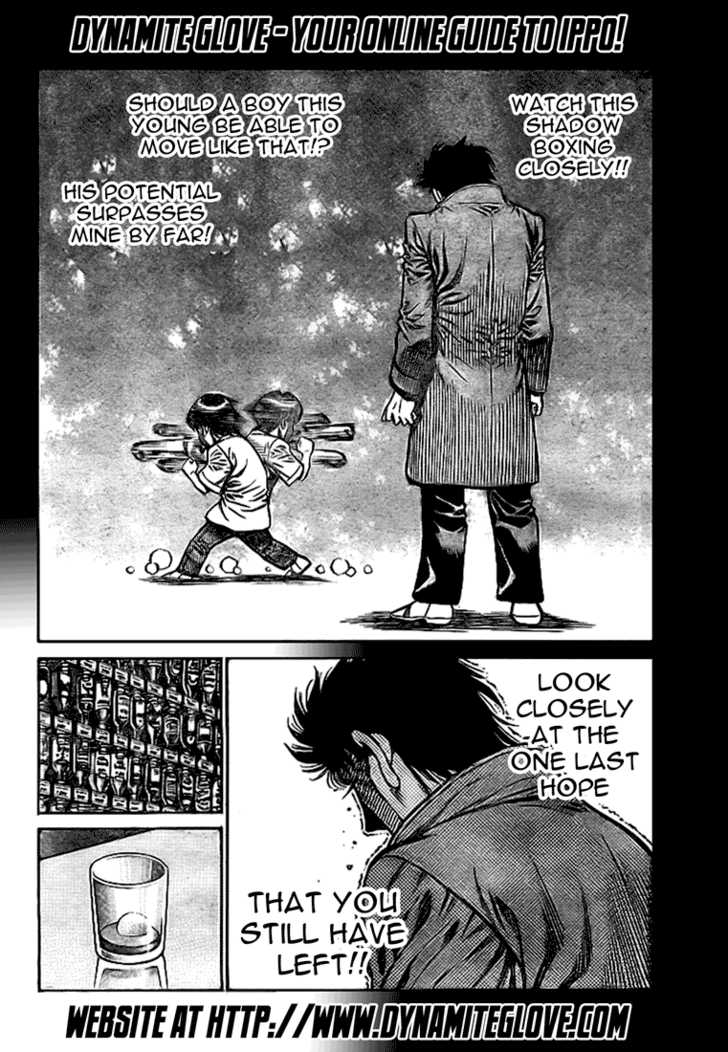 DYNAMITE GLOVE - YOUR ONLINE GUIDE TO IPPO!
WATCH THIS
SHADOW
BOXING
CLOSELY!!
SHOULD A BOY THIS
YOUNG BE ABLE TO
MOVE LIKE THAT!?
HIS POTENTIAL
SURPASSES
MINE BY FAR!
LOOK
CLOSELY
AT THE
ONE LAST
HOPE
THAT YOU
STILL HAVE
LEFT!!
WEBSITE AT HTTP://WWW.DYNAMITEGLOVE.COM